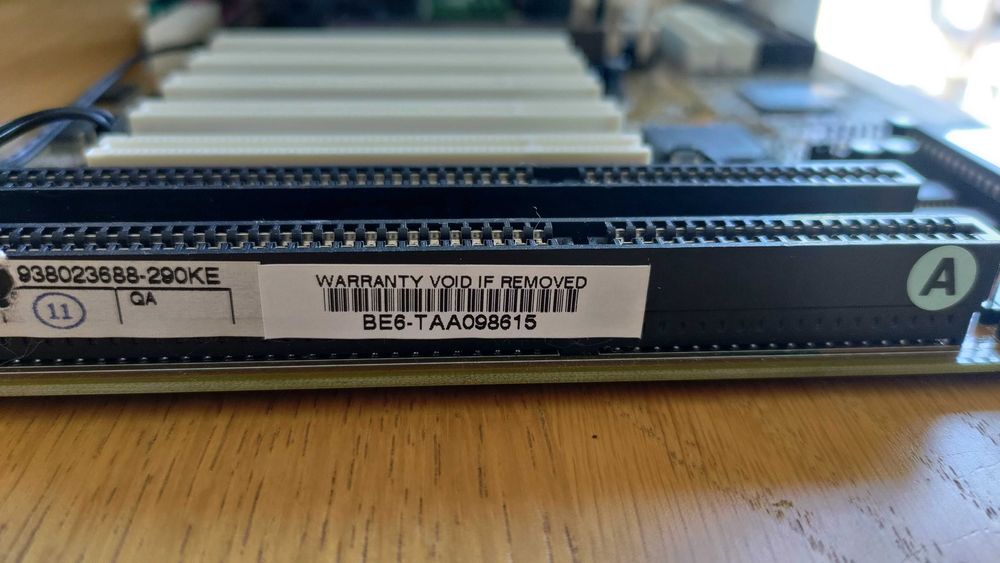 938023688-290KE
11
QA
WARRANTY VOID IF REMOVED
BE6-TAA098615
A